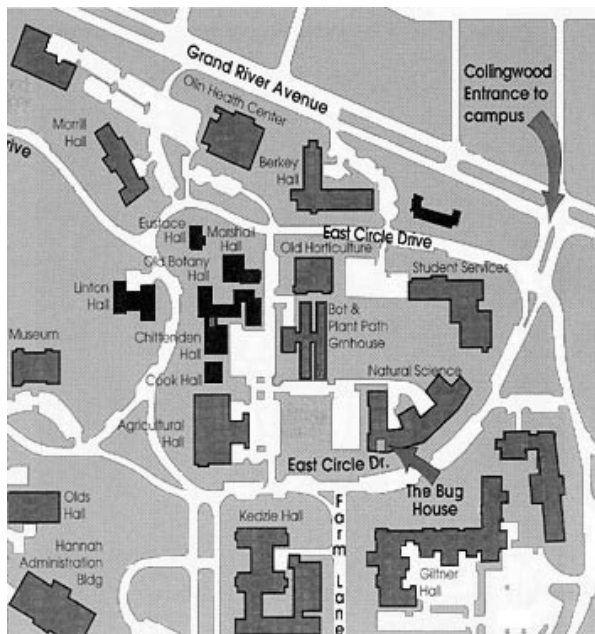 Grand River Avenue
Collingwood
Entrance to
campus
Olin Health Center
Morrill
Hall
Berkey
Hall
rive
Eustace
Hall
Marshall
Hall
East Circle Drive
Old Botany
Hall
Old Horticulture
Student Services
Linton
Hall
Bot &
Plant Path
Grnhouse
Museum
Chittenden
Hall
Cook Hall
Natural Science
Agricultural
Hall
East Circle Dr.
The Bug
House
Olds
Hall
Kedzie Hall
Farm Lane
Hannah
Administration
Bldg
Giltner
Hall